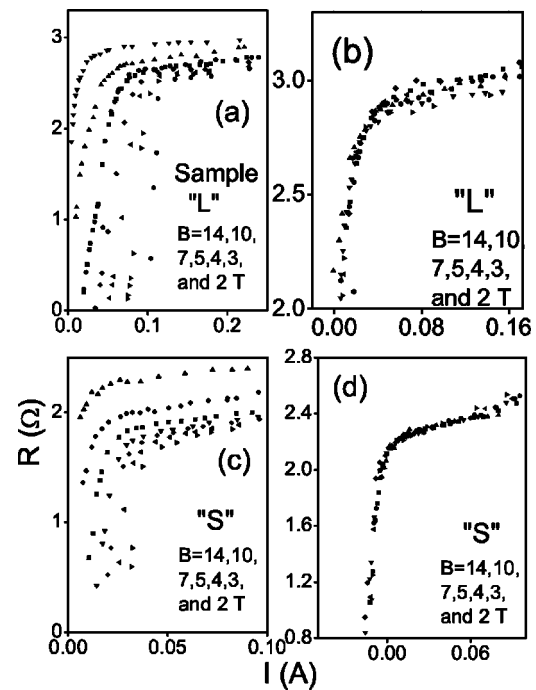 3
2
1
0
(a)
Sample
"L"
B=14,10,
7,5,4,3,
and 2 T
0.0
0.1
0.2
3.0
2.5
2.0
(b)
"L"
B=14,10,
7,5,4,3,
and 2 T
0.00
0.08
0.16
R (Ω)
2
1
0
(c)
"S"
B=14,10,
7,5,4,3,
and 2 T
0.00
0.05
0.10
2.8
2.4
2.0
1.6
1.2
0.8
(d)
"S"
B=14,10,
7,5,4,3,
and 2 T
0.00
0.06
I (A)